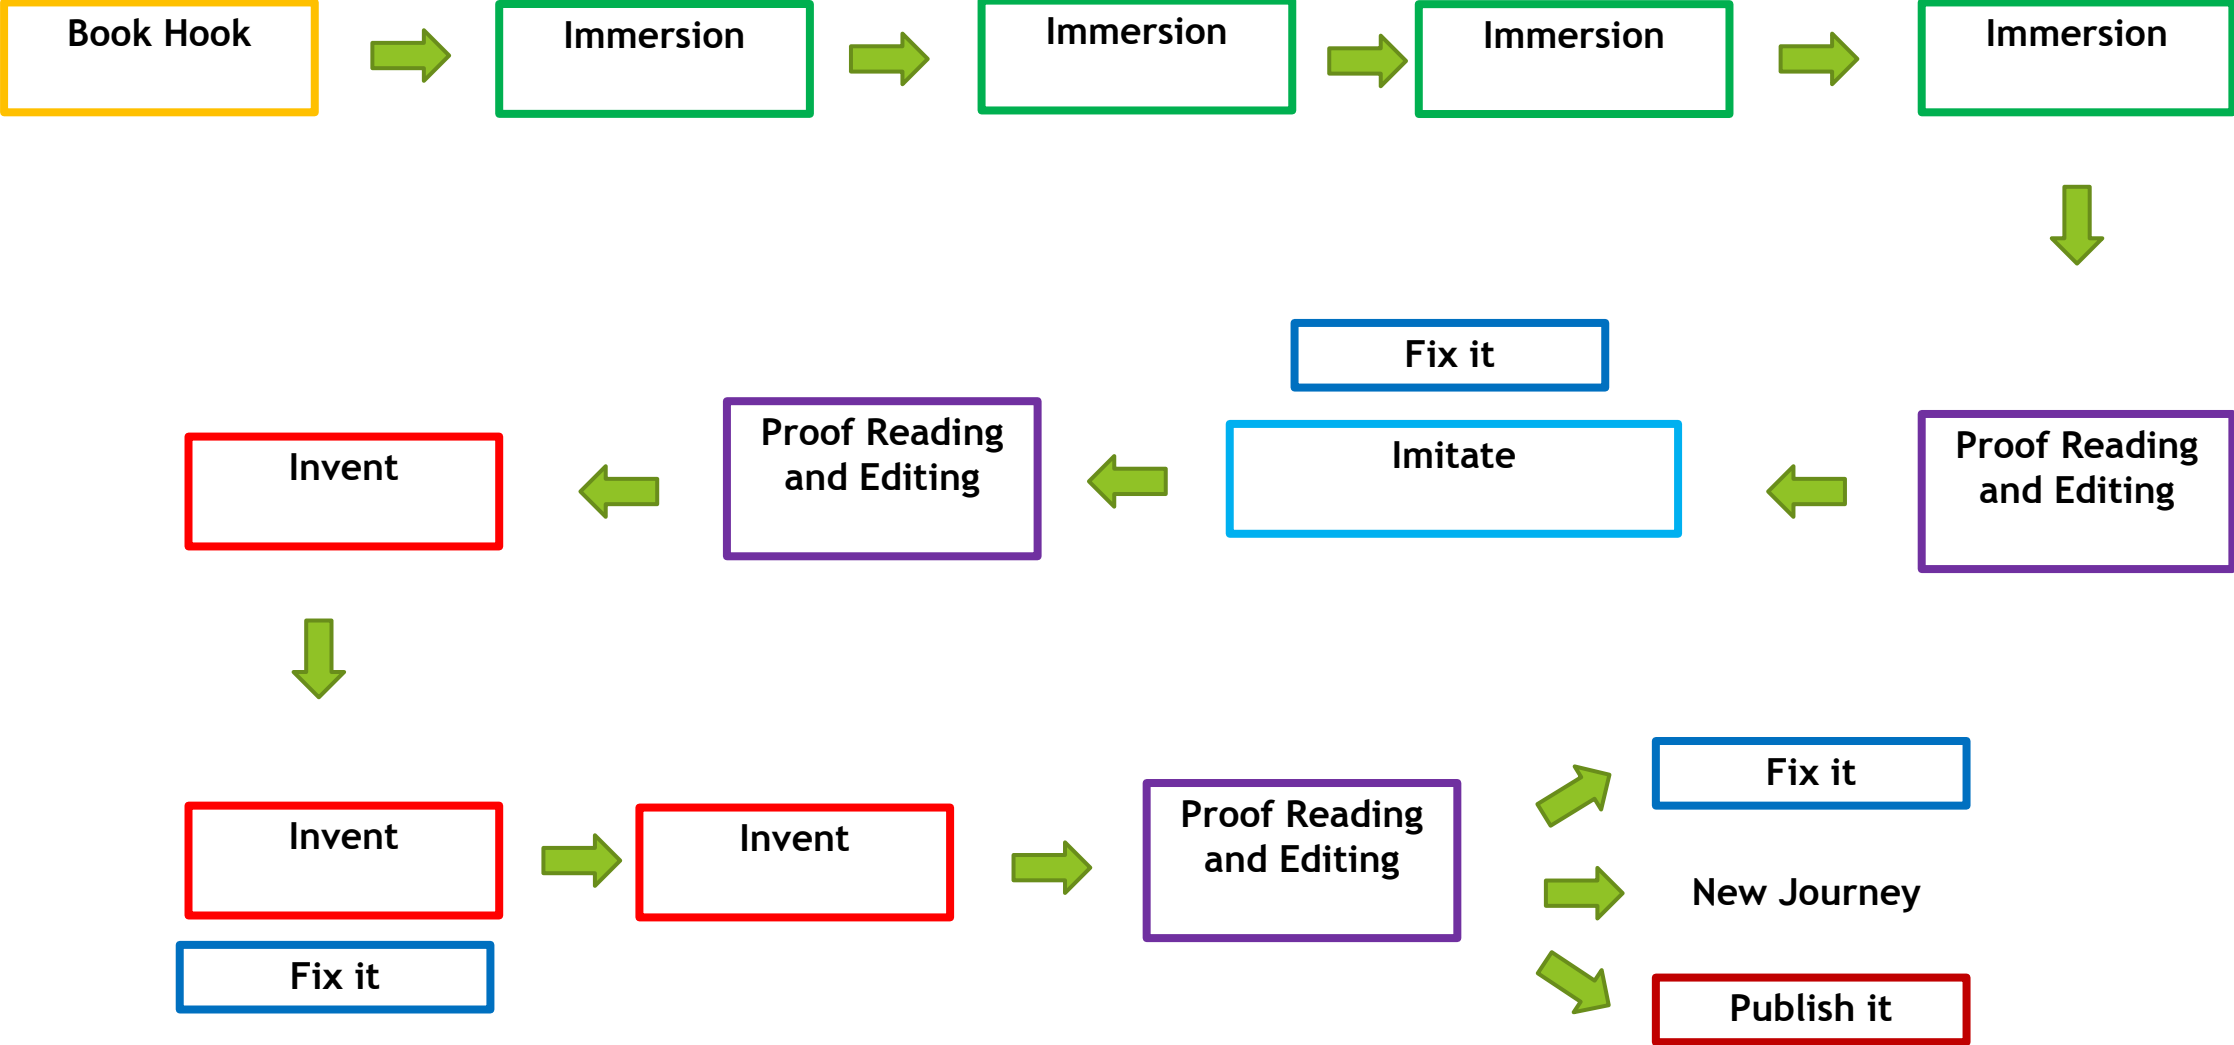 Book Hook
Immersion
Immersion
Immersion
Immersion
Fix it
Proof Reading
and Editing
Imitate
Proof Reading
and Editing
Invent
Invent
Fix it
Invent
Proof Reading
and Editing
Fix it
New Journey
Publish it